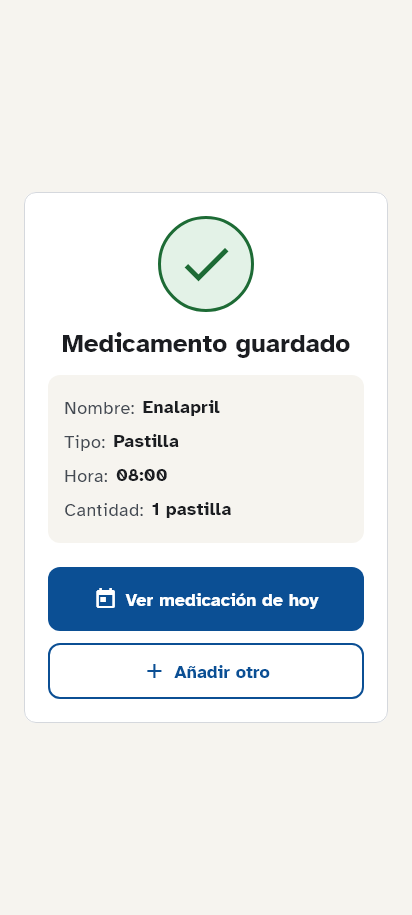 Medicamento guardado
Nombre: Enalapril
Tipo: Pastilla
Hora: 08:00
Cantidad: 1 pastilla
Ver medicación de hoy
Añadir otro